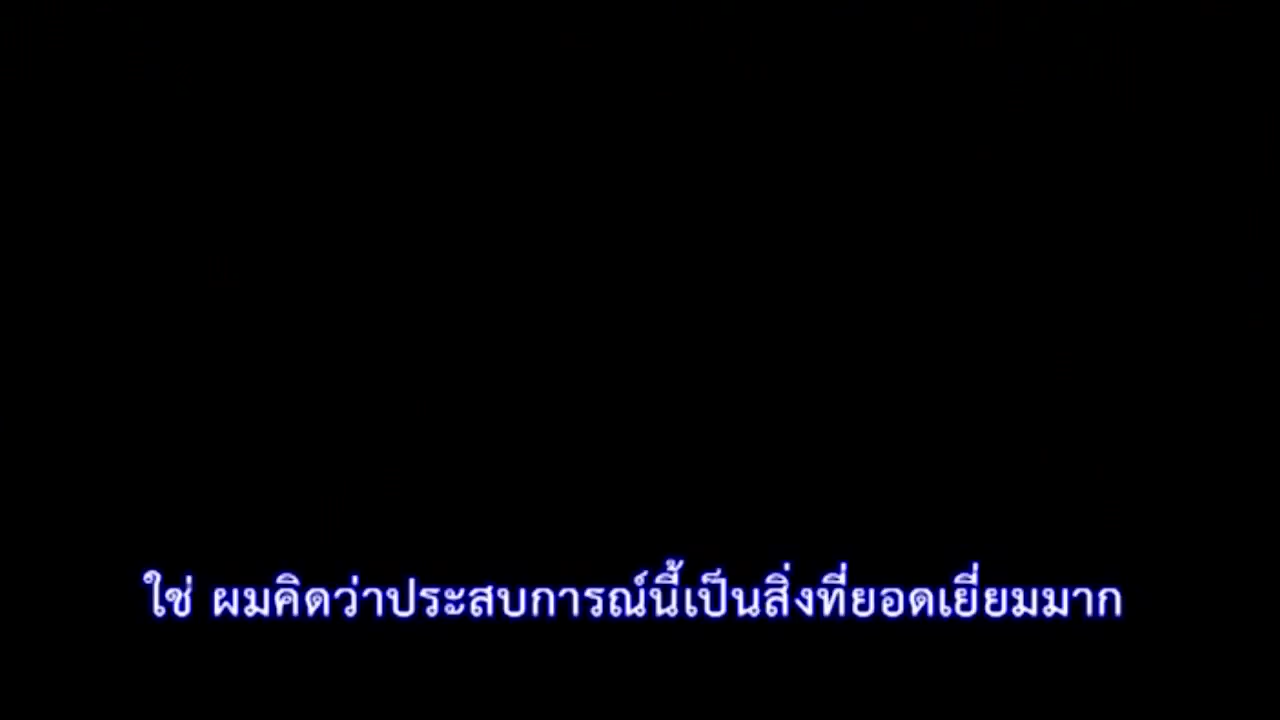 ใช่ ผมคิดว่าประสบการณ์นี้เป็นสิ่งที่ยอดเยี่ยมมาก